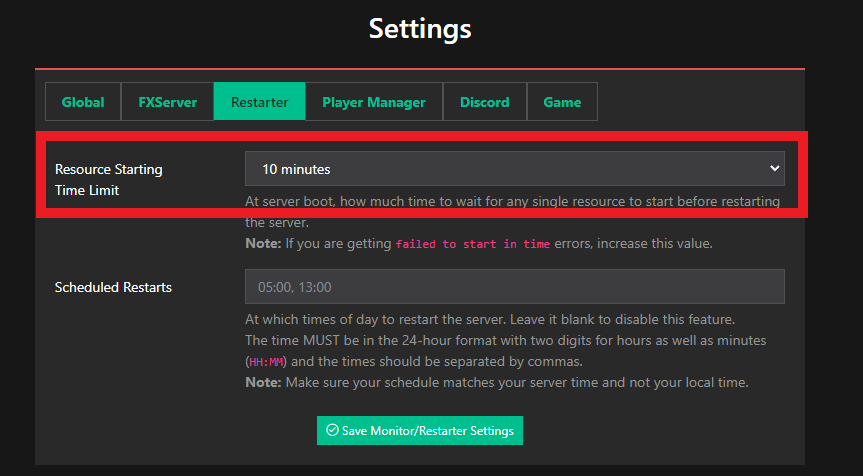 Settings
Global FXServer Restarter Player Manager Discord Game
Resource Starting
Time Limit
10 minutes
At server boot, how much time to wait for any single resource to start before restarting
the server.
Note: If you are getting failed to start in time errors, increase this value.
Scheduled Restarts
05:00, 13:00
At which times of day to restart the server. Leave it blank to disable this feature.
The time MUST be in the 24-hour format with two digits for hours as well as minutes
(HH:MM) and the times should be separated by commas.
Note: Make sure your schedule matches your server time and not your local time.
Save Monitor/Restarter Settings